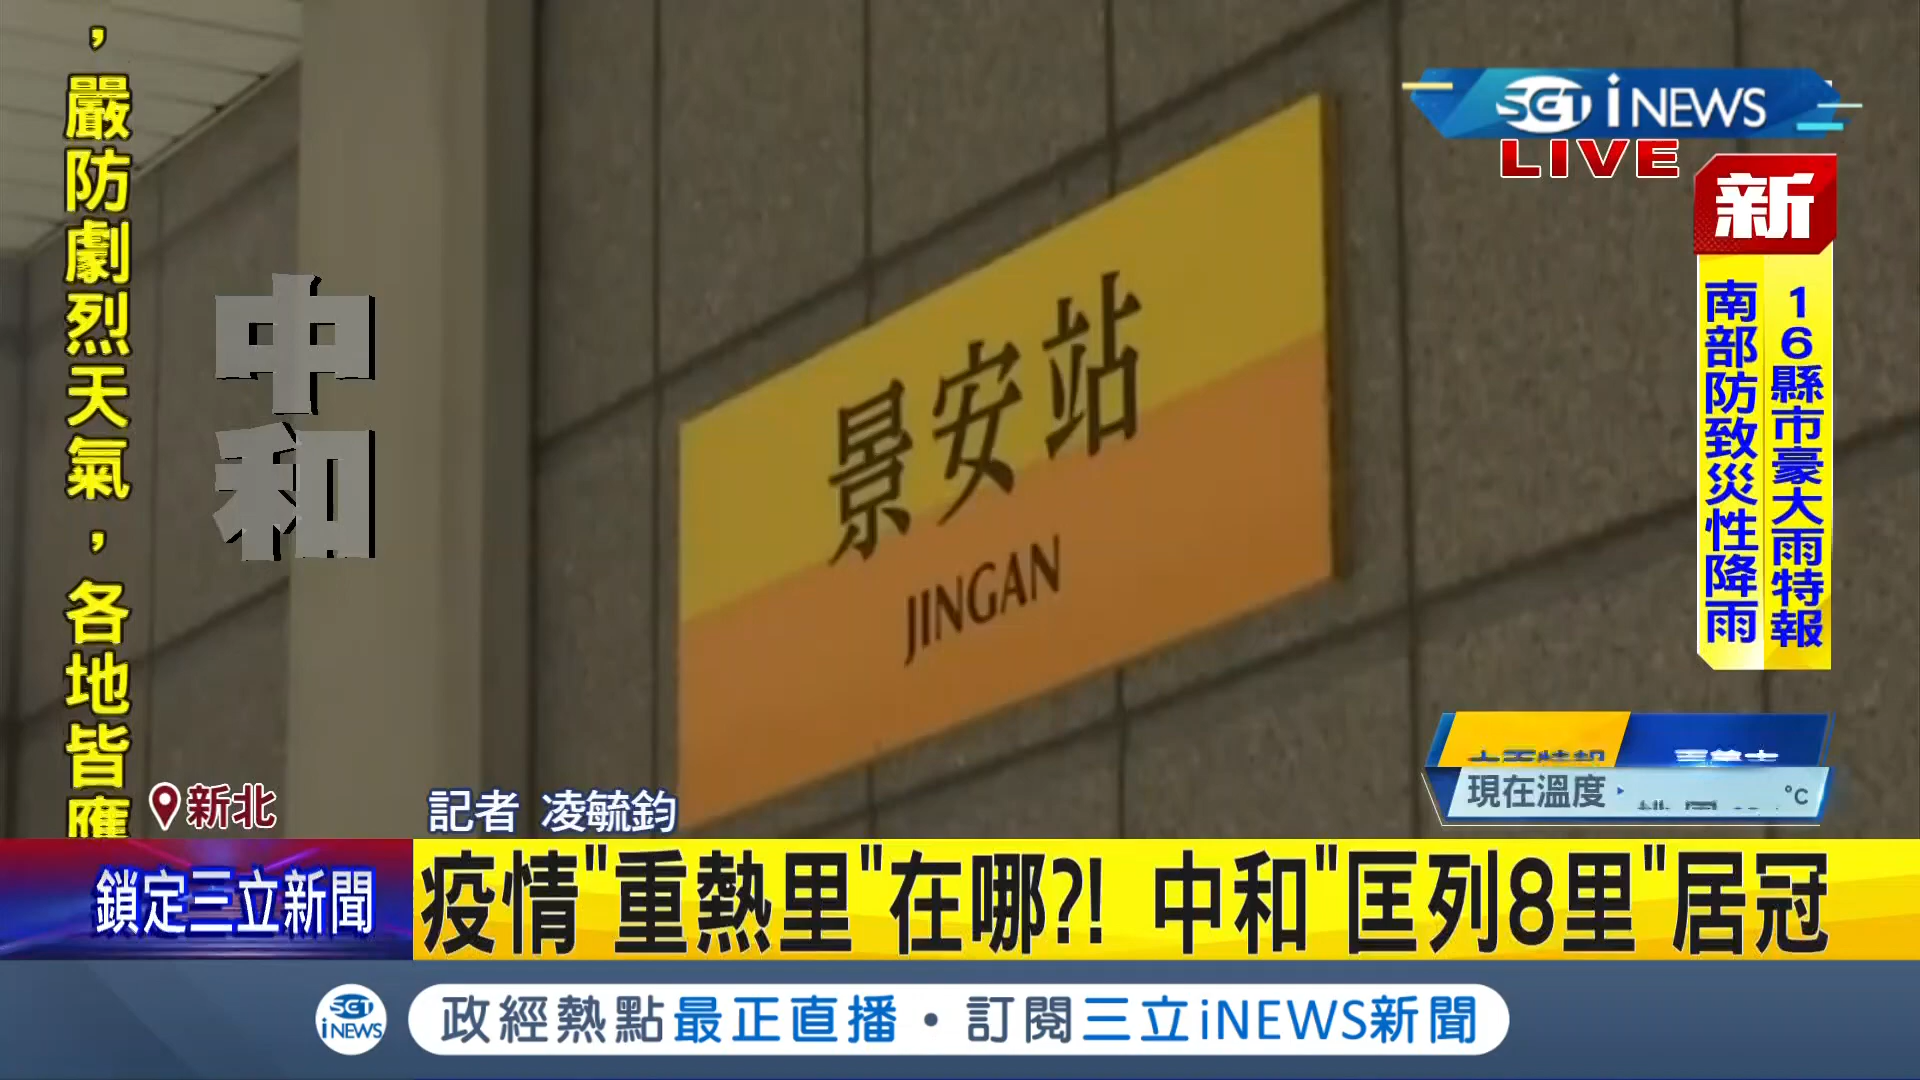 ，嚴防劇烈天氣，各地皆應
中和
景安站
JINGAN
SET iNEWS
LIVE
新
16縣市豪大雨特報
南部防致災性降雨
現在溫度
°C
新北
記者 凌毓鈞
鎖定三立新聞
疫情"重熱里"在哪?! 中和"匡列8里"居冠
SET iNEWS
政經熱點最正直播・訂閱三立iNEWS新聞